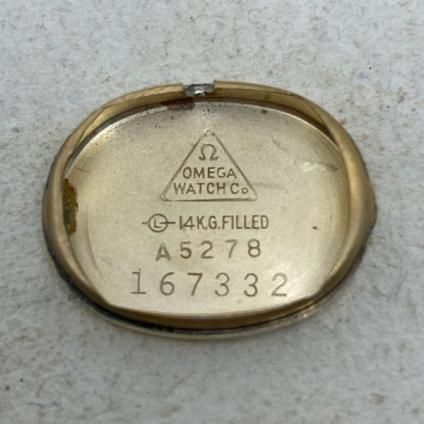 Ω
OMEGA
WATCH Co
L 14K.G.FILLED
A5278
167332